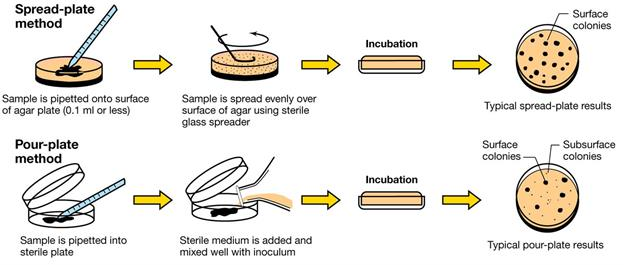 Spread-plate
method
Surface
colonies
Incubation
Sample is pipetted onto surface
of agar plate (0.1 ml or less)
Sample is spread evenly over
surface of agar using sterile
glass spreader
Typical spread-plate results
Pour-plate
method
Surface
colonies
Subsurface
colonies
Incubation
Sample is pipetted into
sterile plate
Sterile medium is added and
mixed well with inoculum
Typical pour-plate results